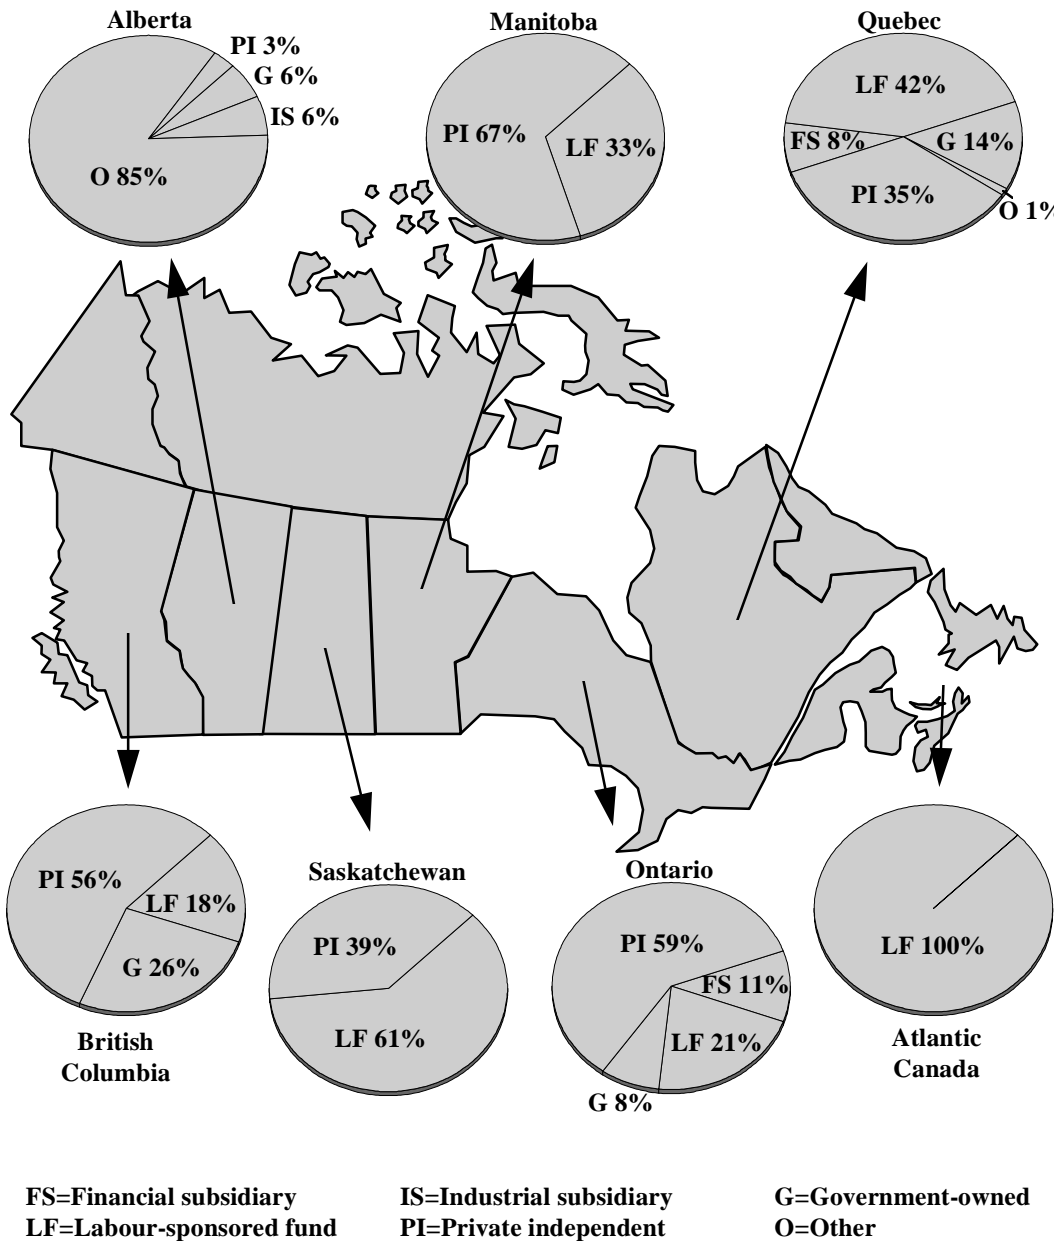 Alberta
PI 3%
G 6%
IS 6%
O 85%
Manitoba
PI 67%
LF 33%
Quebec
LF 42%
FS 8%
G 14%
PI 35%
O 1%
PI 56%
LF 18%
G 26%
British
Columbia
Saskatchewan
PI 39%
LF 61%
Ontario
PI 59%
FS 11%
LF 21%
G 8%
LF 100%
Atlantic
Canada
FS=Financial subsidiary IS=Industrial subsidiary G=Government-owned
LF=Labour-sponsored fund PI=Private independent O=Other